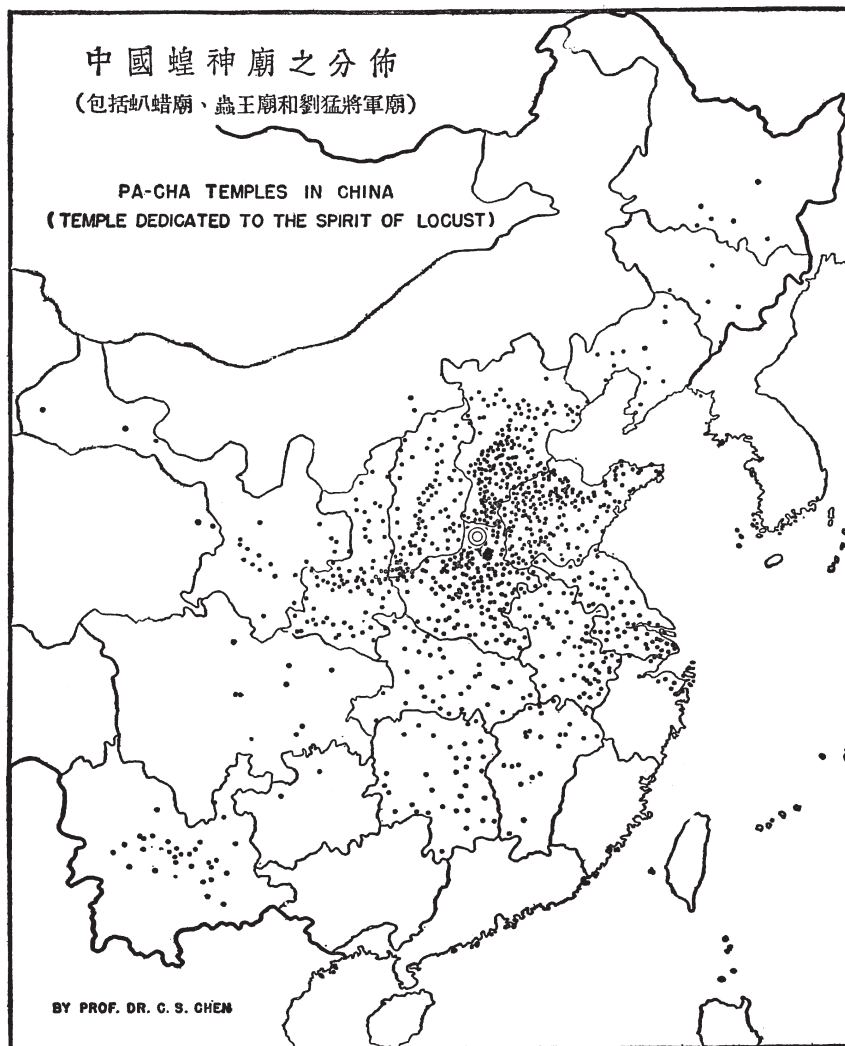 中國蝗神廟之分佈
(包括虯蜡廟、蟲王廟和劉猛將軍廟)
PA-CHA TEMPLES IN CHINA
(TEMPLE DEDICATED TO THE SPIRIT OF LOCUST)
BY PROF. DR. C. S. CHEN